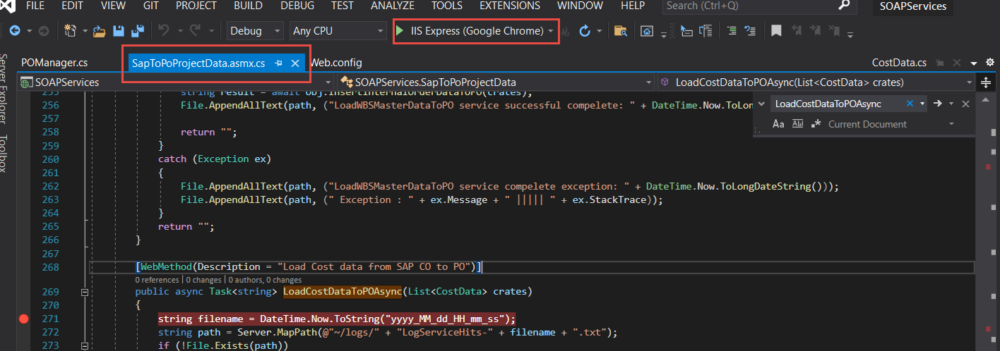 FILE EDIT VIEW GIT PROJECT BUILD DEBUG TEST ANALYZE TOOLS EXTENSIONS WINDOW HELP Search (Ctrl+Q) SOAPServices
Debug Any CPU IIS Express (Google Chrome)
POManager.cs SapToPoProjectData.asmx.cs Web.config CostData.cs
SOAPServices SOAPServices.SapToPoProjectData LoadCostDataToPOAsync(List<CostData> crates)
Server Explorer
Toolbox
LoadCostDataToPOAsync
Aa Abl .* Current Document
255 string result = await obj.InsertInternalOrderDataToPO(crates);
256 File.AppendAllText(path, ("LoadWBSMasterDataToPO service successful compelete: " + DateTime.Now.ToLong
257
258 return "";
259 }
260 catch (Exception ex)
261 {
262 File.AppendAllText(path, ("LoadWBSMasterDataToPO service compelete exception: " + DateTime.Now.ToLongDateString()));
263 File.AppendAllText(path, (" Exception : " + ex.Message + " ||||| " + ex.StackTrace));
264 }
265 return "";
266 }
267
268 [WebMethod(Description = "Load Cost data from SAP CO to PO")]
0 references | 0 changes | 0 authors, 0 changes
269 public async Task<string> LoadCostDataToPOAsync(List<CostData> crates)
270 {
271 string filename = DateTime.Now.ToString("yyyy_MM_dd_HH_mm_ss");
272 string path = Server.MapPath(@"~/logs/" + "LogServiceHits-" + filename + ".txt");
273 if (!File.Exists(path))